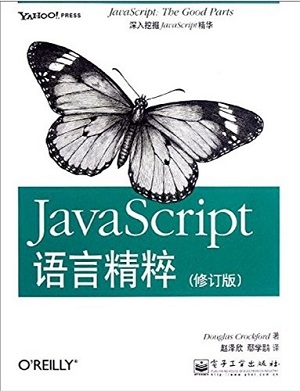 YAHOO! PRESS
JavaScript: The Good Parts
深入挖掘JavaScript精华
JavaScript
语言精粹 (修订版)
Douglas Crockford 著
赵泽欣 鄢学鹍 译
O'REILLY®
电子工业出版社